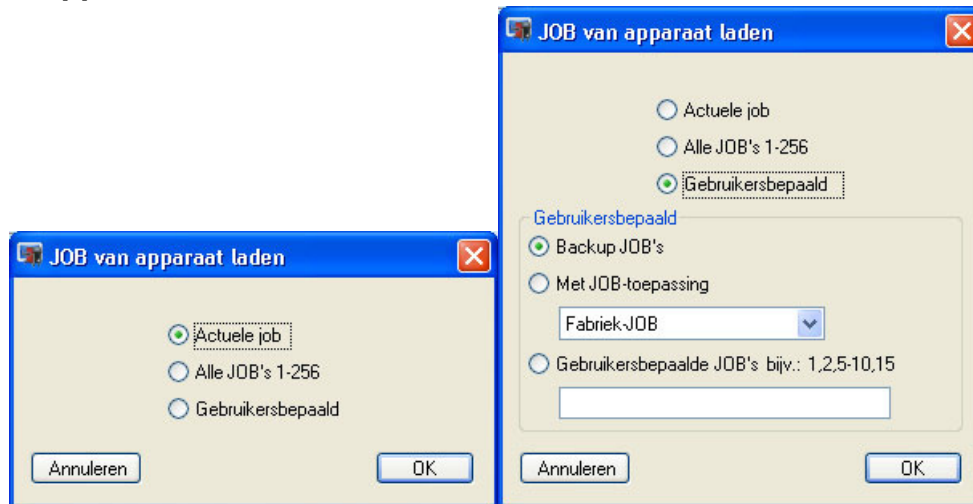 JOB van apparaat laden
Actuele job
Alle JOB's 1-256
Gebruikersbepaald
Annuleren
OK
JOB van apparaat laden
Actuele job
Alle JOB's 1-256
Gebruikersbepaald
Gebruikersbepaald
Backup JOB's
Met JOB-toepassing
Fabriek-JOB
Gebruikersbepaalde JOB's bijv.: 1,2,5-10,15
Annuleren
OK